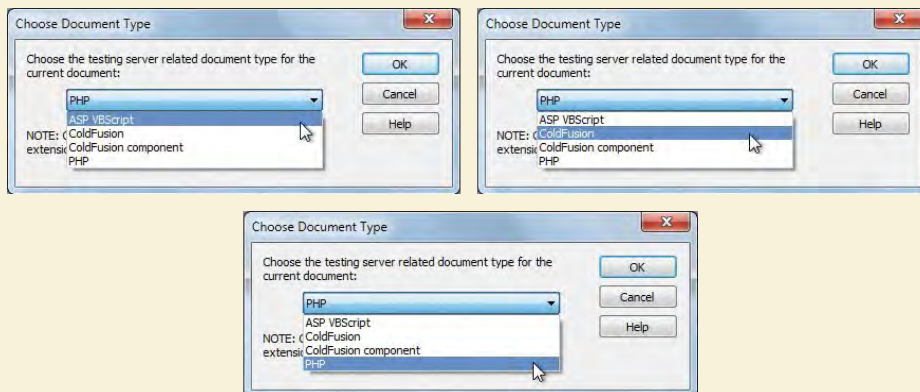 Choose Document Type
Choose the testing server related document type for the
current document:
OK
Cancel
Help
PHP
ASP VBScript
ColdFusion
ColdFusion component
PHP
NOTE:
Choose Document Type
Choose the testing server related document type for the
current document:
OK
Cancel
Help
PHP
ASP VBScript
ColdFusion
ColdFusion component
PHP
NOTE:
Choose Document Type
Choose the testing server related document type for the
current document:
OK
Cancel
Help
PHP
ASP VBScript
ColdFusion
ColdFusion component
PHP
NOTE: